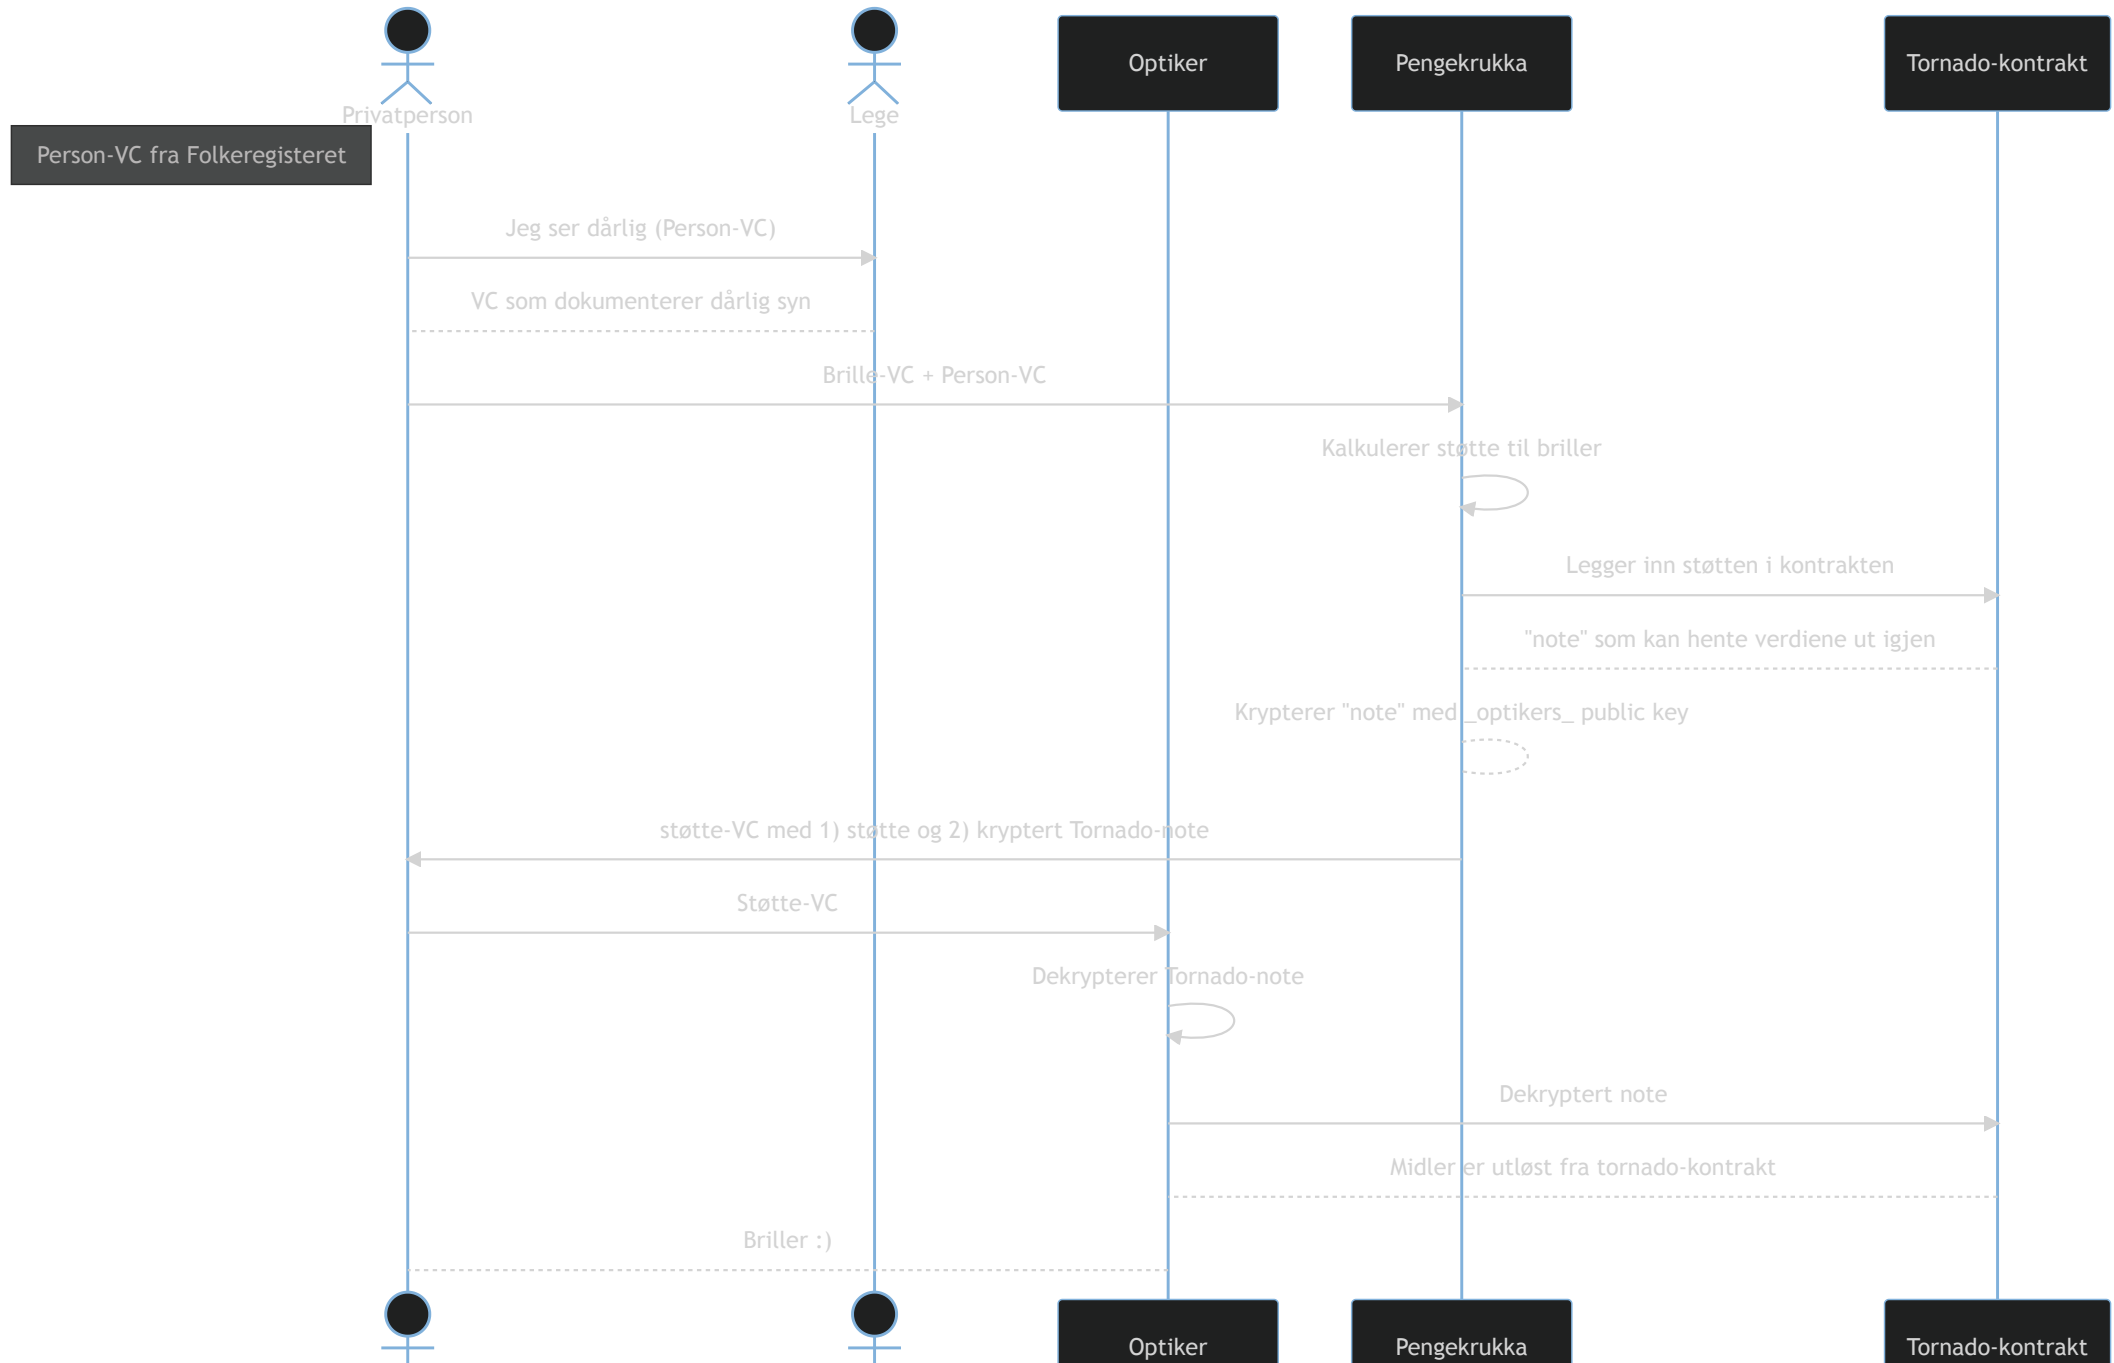 Privatperson
Lege
Optiker
Pengekrukka
Tornado-kontrakt
Person-VC fra Folkeregisteret
Jeg ser dårlig (Person-VC)
VC som dokumenterer dårlig syn
Brille-VC + Person-VC
Kalkulerer støtte til briller
Legger inn støtten i kontrakten
"note" som kan hente verdiene ut igjen
Krypterer "note" med _optikers_ public key
støtte-VC med 1) støtte og 2) kryptert Tornado-note
Støtte-VC
Dekrypterer Tornado-note
Dekryptert note
Midler er utløst fra tornado-kontrakt
Briller :)
Optiker
Pengekrukka
Tornado-kontrakt